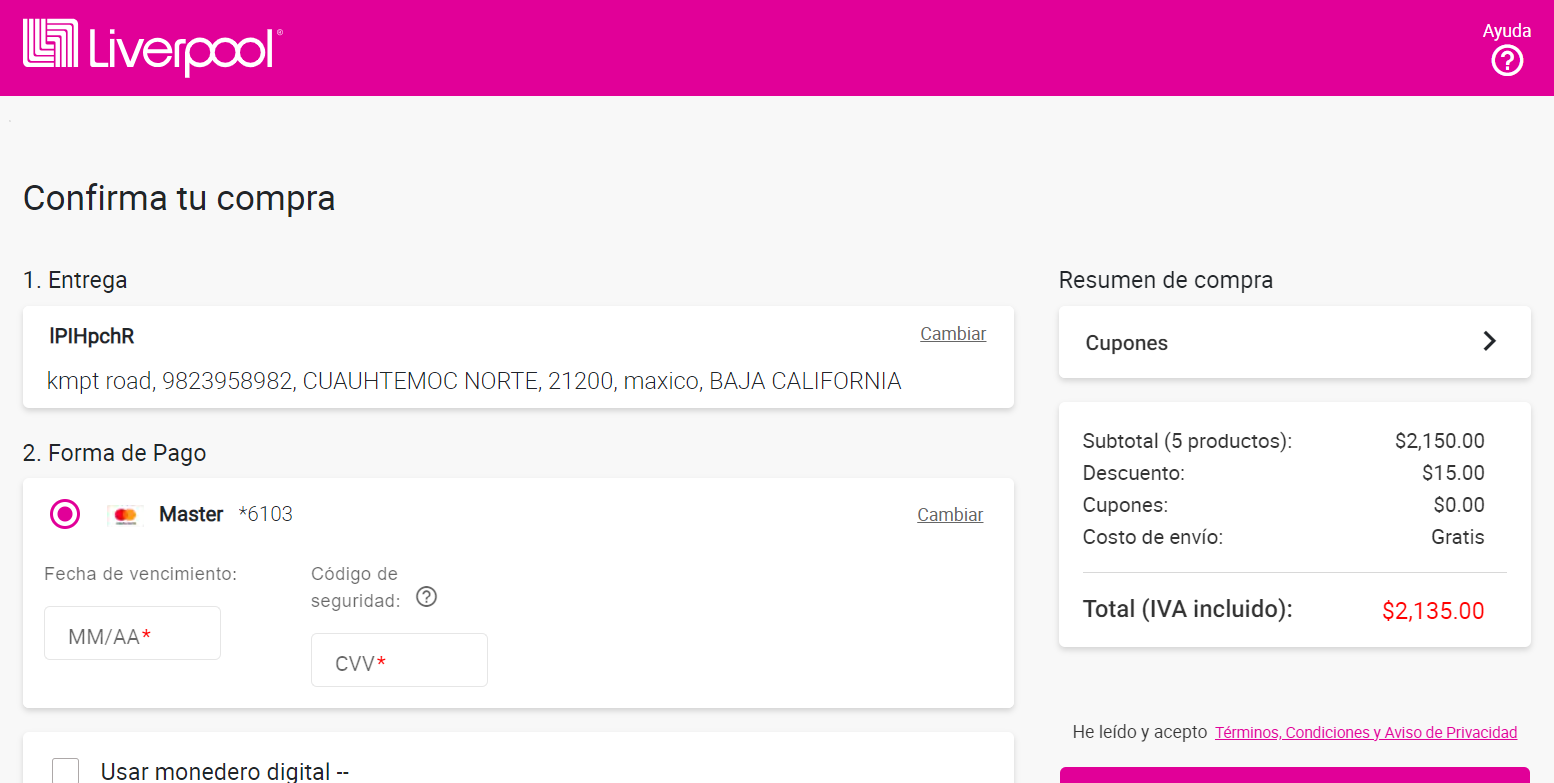 Liverpool®
Ayuda
Confirma tu compra
1. Entrega
lPIHpchR
Cambiar
kmpt road, 9823958982, CUAUHTEMOC NORTE, 21200, maxico, BAJA CALIFORNIA
2. Forma de Pago
Master *6103
Cambiar
Fecha de vencimiento:
Código de
seguridad:
MM/AA*
CVV*
Usar monedero digital --
Resumen de compra
Cupones
Subtotal (5 productos): $2,150.00
Descuento: $15.00
Cupones: $0.00
Costo de envío: Gratis
Total (IVA incluido): $2,135.00
He leído y acepto Términos, Condiciones y Aviso de Privacidad